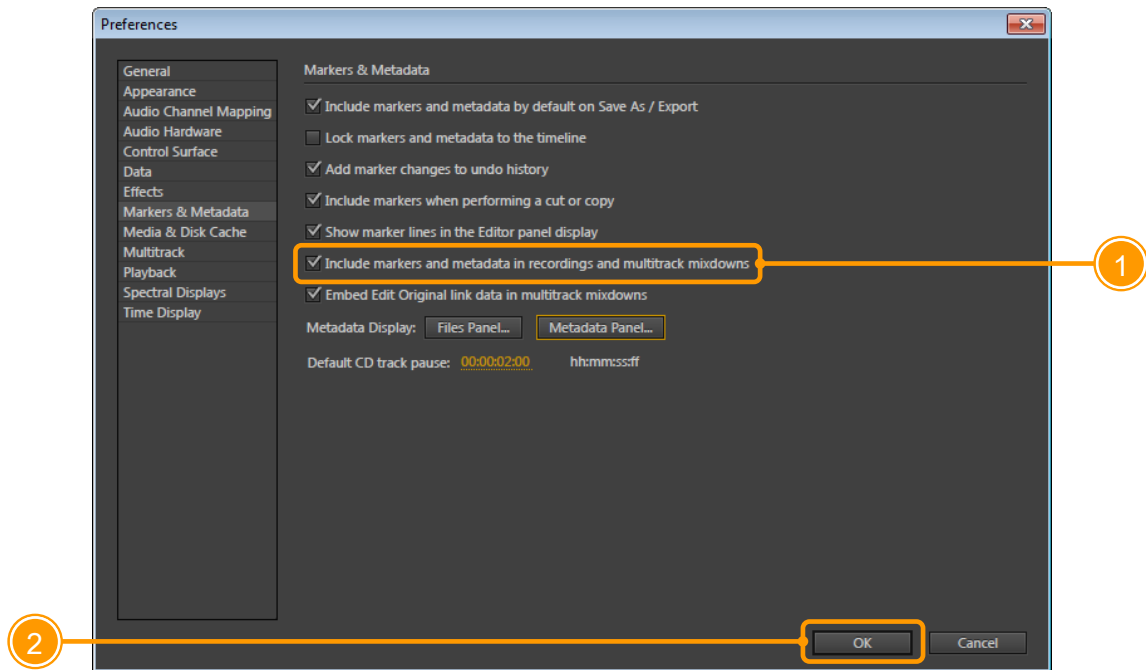 Preferences
General
Appearance
Audio Channel Mapping
Audio Hardware
Control Surface
Data
Effects
Markers & Metadata
Media & Disk Cache
Multitrack
Playback
Spectral Displays
Time Display
Markers & Metadata
Include markers and metadata by default on Save As / Export
Lock markers and metadata to the timeline
Add marker changes to undo history
Include markers when performing a cut or copy
Show marker lines in the Editor panel display
Include markers and metadata in recordings and multitrack mixdowns
1
Embed Edit Original link data in multitrack mixdowns
Metadata Display: Files Panel... Metadata Panel...
Default CD track pause: 00:00:02:00 hh:mm:ss:ff
2
OK Cancel